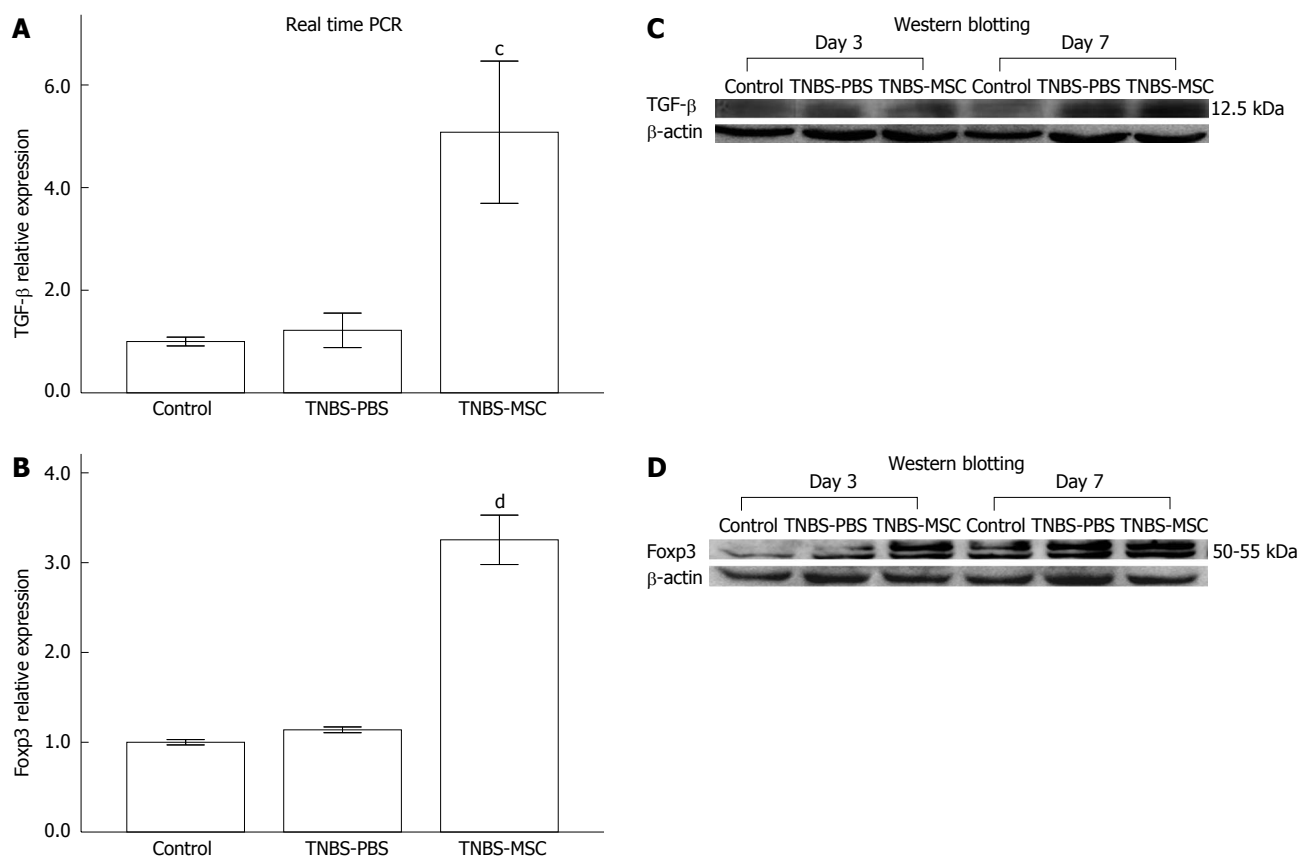 A
Real time PCR
TGF-β relative expression
6.0
4.0
2.0
0.0
c
Control TNBS-PBS TNBS-MSC
B
Foxp3 relative expression
4.0
3.0
2.0
1.0
0.0
d
Control TNBS-PBS TNBS-MSC
C
Western blotting
Day 3 Day 7
Control TNBS-PBS TNBS-MSC Control TNBS-PBS TNBS-MSC
TGF-β 12.5 kDa
β-actin
D
Western blotting
Day 3 Day 7
Control TNBS-PBS TNBS-MSC Control TNBS-PBS TNBS-MSC
Foxp3 50-55 kDa
β-actin